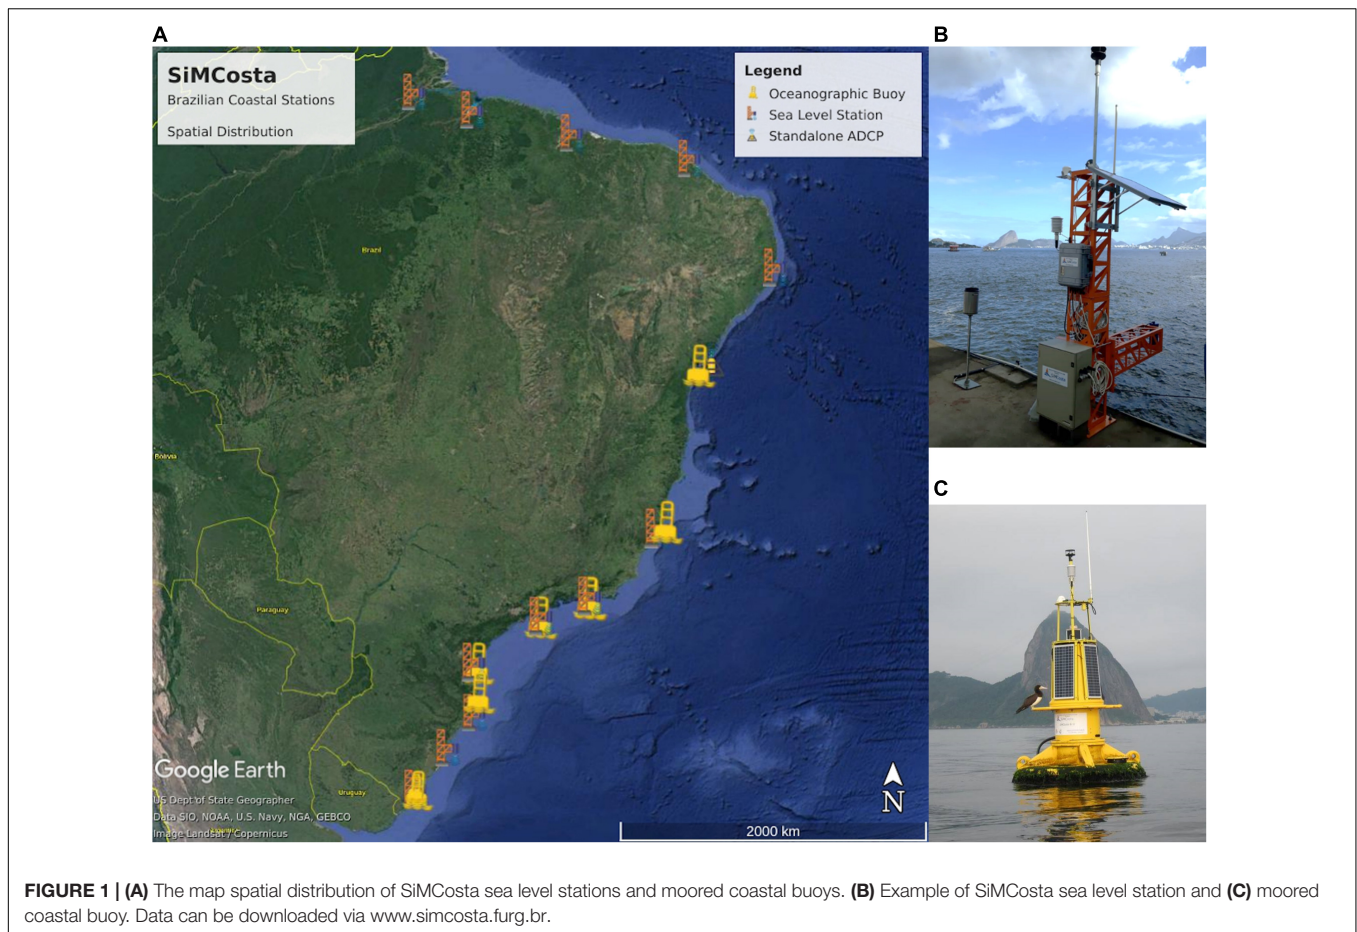 A
B
SiMCosta
Brazilian Coastal Stations
Spatial Distribution
Legend
Oceanographic Buoy
Sea Level Station
Standalone ADCP
Brazil
Bolivia
C
Paraguay
Google Earth
Uruguay
US Dept of State Geographer
Data SIO, NOAA, U.S. Navy, NGA, GEBCO
Image Landsat / Copernicus
N
2000 km
FIGURE 1 | (A) The map spatial distribution of SiMCosta sea level stations and moored coastal buoys. (B) Example of SiMCosta sea level station and (C) moored
coastal buoy. Data can be downloaded via www.simcosta.furg.br.